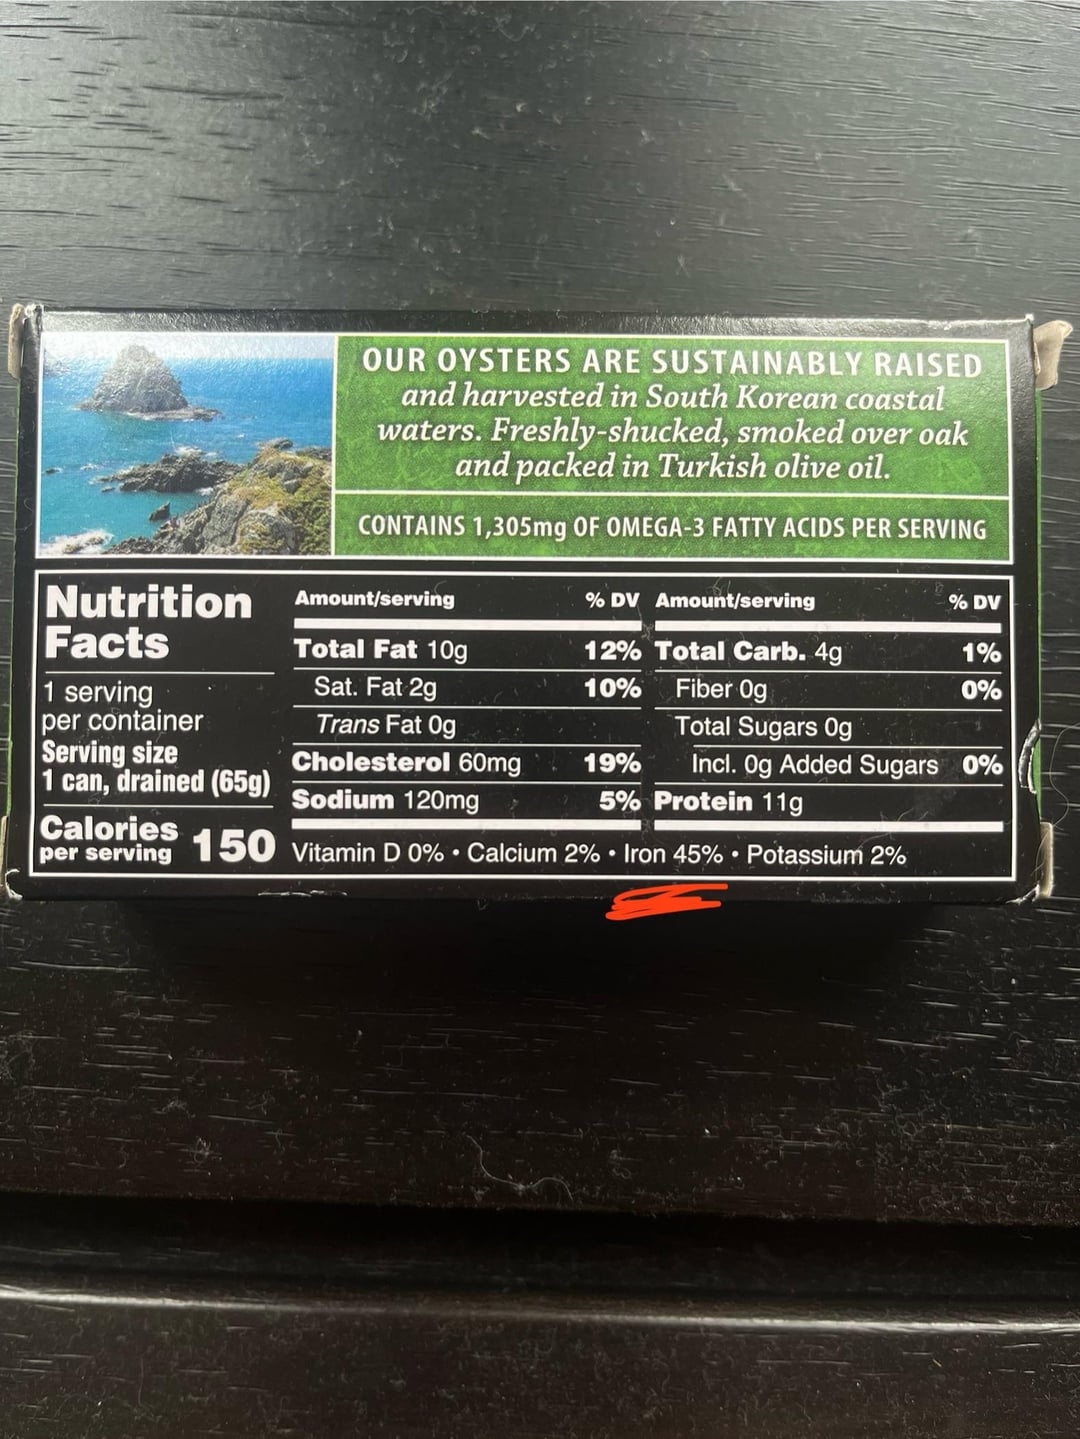 OUR OYSTERS ARE SUSTAINABLY RAISED
and harvested in South Korean coastal
waters. Freshly-shucked, smoked over oak
and packed in Turkish olive oil.
CONTAINS 1,305mg OF OMEGA-3 FATTY ACIDS PER SERVING
Nutrition
Facts
1 serving
per container
Serving size
1 can, drained (65g)
Calories
per serving 150
Amount/serving % DV
Total Fat 10g 12%
Sat. Fat 2g 10%
Trans Fat 0g
Cholesterol 60mg 19%
Sodium 120mg 5%
Amount/serving % DV
Total Carb. 4g 1%
Fiber 0g 0%
Total Sugars 0g
Incl. 0g Added Sugars 0%
Protein 11g
Vitamin D 0% • Calcium 2% • Iron 45% • Potassium 2%